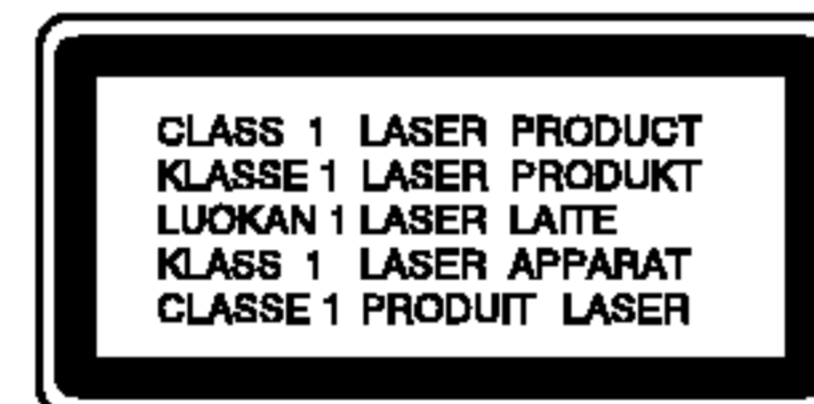 CLASS 1 LASER PRODUCT
KLASSE 1 LASER PRODUKT
LUOKAN 1 LASER LAITE
KLASS 1 LASER APPARAT
CLASSE 1 PRODUIT LASER